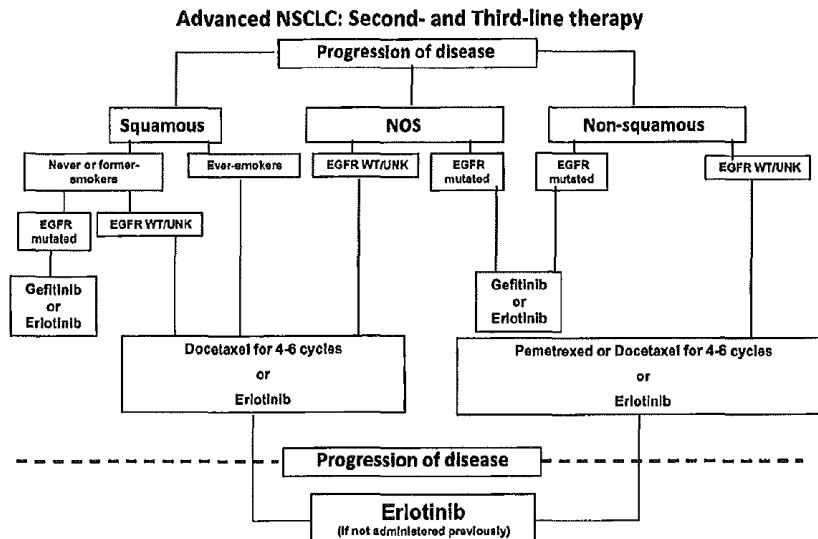 Advanced NSCLC: Second- and Third-line therapy
Progression of disease
Squamous
NOS
Non-squamous
Never or former-
smokers
Ever-smokers
EGFR WT/UNK
EGFR
mutated
EGFR
mutated
EGFR WT/UNK
EGFR
mutated
EGFR WT/UNK
Gefitinib
or
Erlotinib
Gefitinib
or
Erlotinib
Docetaxel for 4-6 cycles
or
Erlotinib
Pemetrexed or Docetaxel for 4-6 cycles
or
Erlotinib
Progression of disease
Erlotinib
(if not administered previously)